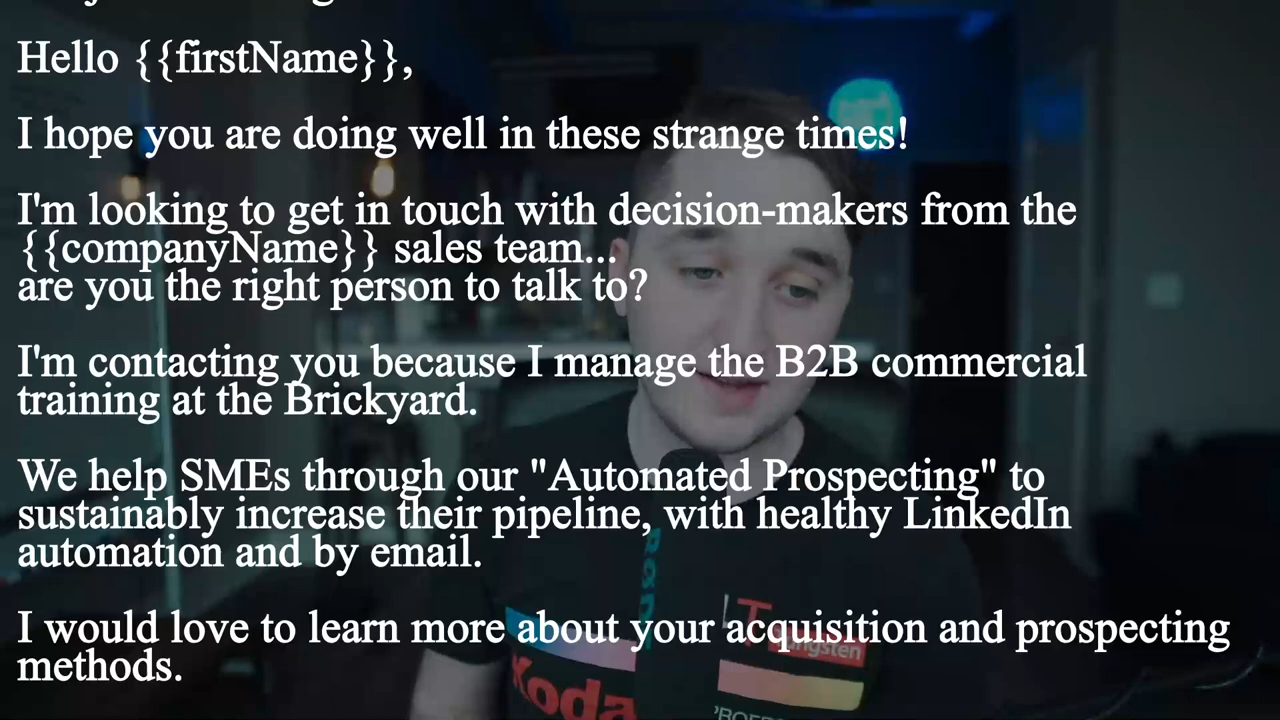 Hello {{firstName}},
I hope you are doing well in these strange times!
I'm looking to get in touch with decision-makers from the
{{companyName}} sales team...
are you the right person to talk to?
I'm contacting you because I manage the B2B commercial
training at the Brickyard.
We help SMEs through our "Automated Prospecting" to
sustainably increase their pipeline, with healthy LinkedIn
automation and by email.
I would love to learn more about your acquisition and prospecting
methods.
RODE
Tungsten
Koda